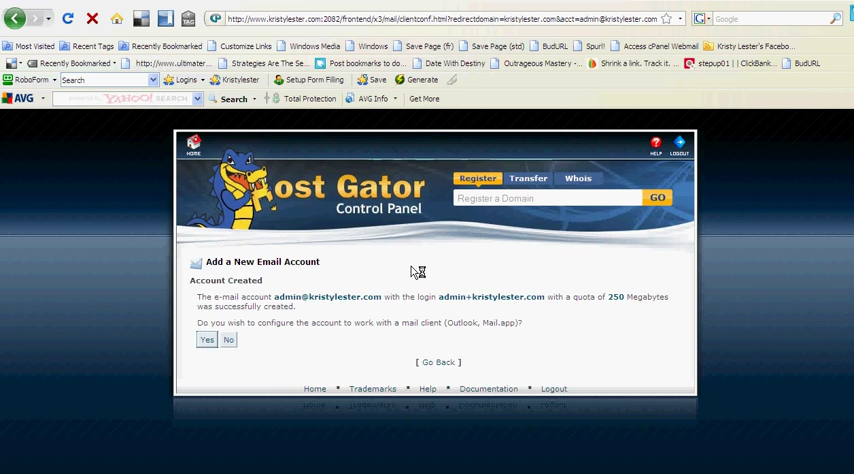 http://www.kristylester.com:2082/frontend/x3/mail/clientconf.html?redirectdomain=kristylester.com&acct=admin@kristylester.com
Google
Most Visited Recent Tags Recently Bookmarked Customize Links Windows Media Windows Save Page (fr) Save Page (std) BudURL Spurl! Access cPanel Webmail Kristy Lester's Facebo...
Recently Bookmarked http://www.ultimater... Strategies Are The Se... Post bookmarks to do... Date With Destiny Outrageous Mastery -... Shrink a link. Track it. ... stepup01 | | ClickBank... BudURL
RoboForm Search Logins Kristylester Setup Form Filling Save Generate
AVG YAHOO! SEARCH Search Total Protection AVG Info Get More
HOME HELP LOGOUT
Register Transfer Whois
Host Gator
Register a Domain GO
Control Panel
Add a New Email Account
Account Created
The e-mail account admin@kristylester.com with the login admin+kristylester.com with a quota of 250 Megabytes
was successfully created.
Do you wish to configure the account to work with a mail client (Outlook, Mail.app)?
Yes No
[ Go Back ]
Home Trademarks Help Documentation Logout